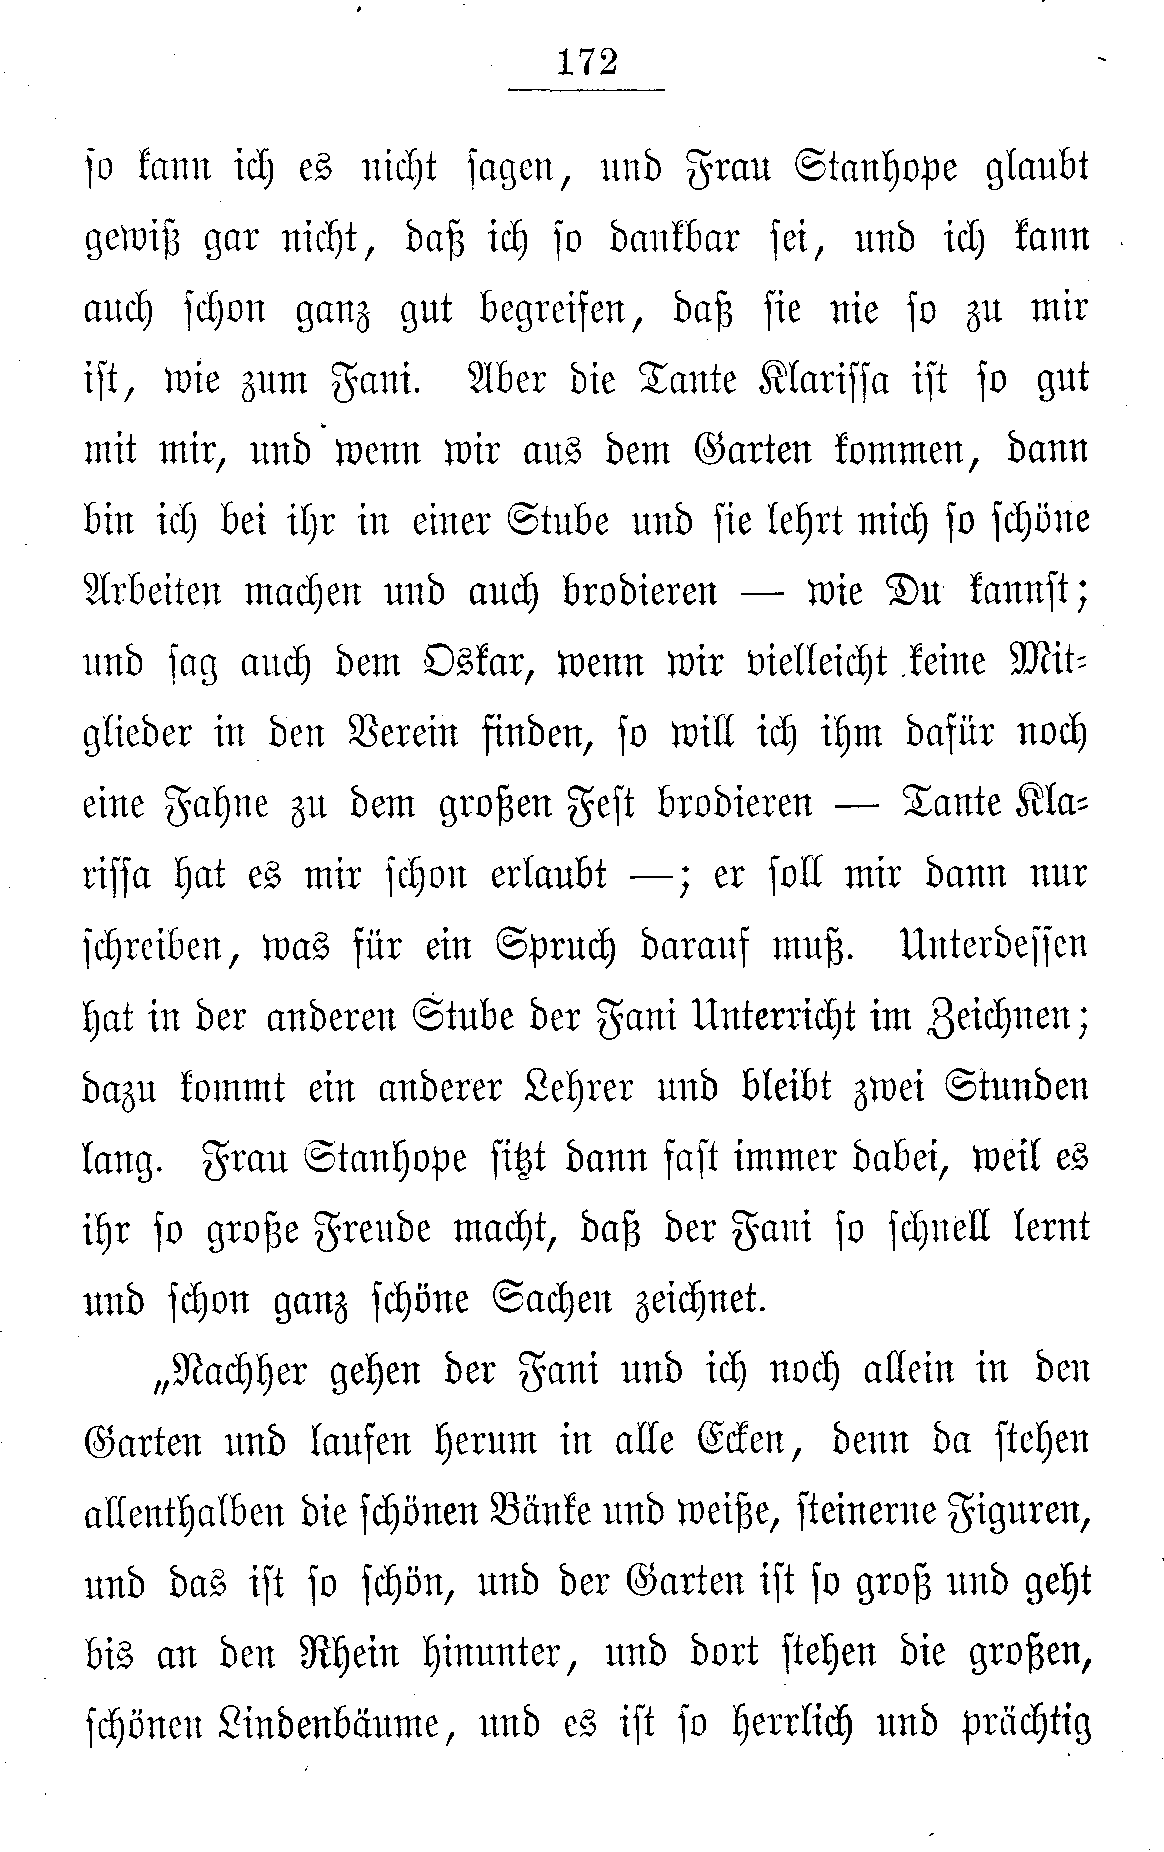 172
so kann ich es nicht sagen, und Frau Stanhope glaubt
gewiß gar nicht, daß ich so dankbar sei, und ich kann
auch schon ganz gut begreifen, daß sie nie so zu mir
ist, wie zum Fani. Aber die Tante Klarissa ist so gut
mit mir, und wenn wir aus dem Garten kommen, dann
bin ich bei ihr in einer Stube und sie lehrt mich so schöne
Arbeiten machen und auch brodieren — wie Du kannst;
und sag auch dem Oskar, wenn wir vielleicht keine Mit-
glieder in den Verein finden, so will ich ihm dafür noch
eine Fahne zu dem großen Fest brodieren — Tante Kla-
rissa hat es mir schon erlaubt —; er soll mir dann nur
schreiben, was für ein Spruch darauf muß. Unterdessen
hat in der anderen Stube der Fani Unterricht im Zeichnen;
dazu kommt ein anderer Lehrer und bleibt zwei Stunden
lang. Frau Stanhope sitzt dann fast immer dabei, weil es
ihr so große Freude macht, daß der Fani so schnell lernt
und schon ganz schöne Sachen zeichnet.
„Nachher gehen der Fani und ich noch allein in den
Garten und laufen herum in alle Ecken, denn da stehen
allenthalben die schönen Bänke und weiße, steinerne Figuren,
und das ist so schön, und der Garten ist so groß und geht
bis an den Rhein hinunter, und dort stehen die großen,
schönen Lindenbäume, und es ist so herrlich und prächtig